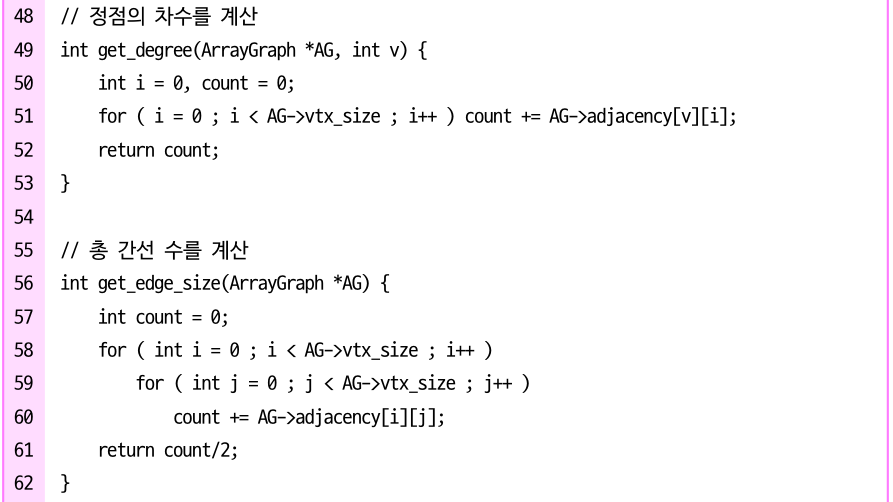 48 // 정점의 차수를 계산
49 int get_degree(ArrayGraph *AG, int v) {
50     int i = 0, count = 0;
51     for ( i = 0 ; i < AG->vtx_size ; i++ ) count += AG->adjacency[v][i];
52     return count;
53 }
54
55 // 총 간선 수를 계산
56 int get_edge_size(ArrayGraph *AG) {
57     int count = 0;
58     for ( int i = 0 ; i < AG->vtx_size ; i++ )
59         for ( int j = 0 ; j < AG->vtx_size ; j++ )
60             count += AG->adjacency[i][j];
61     return count/2;
62 }